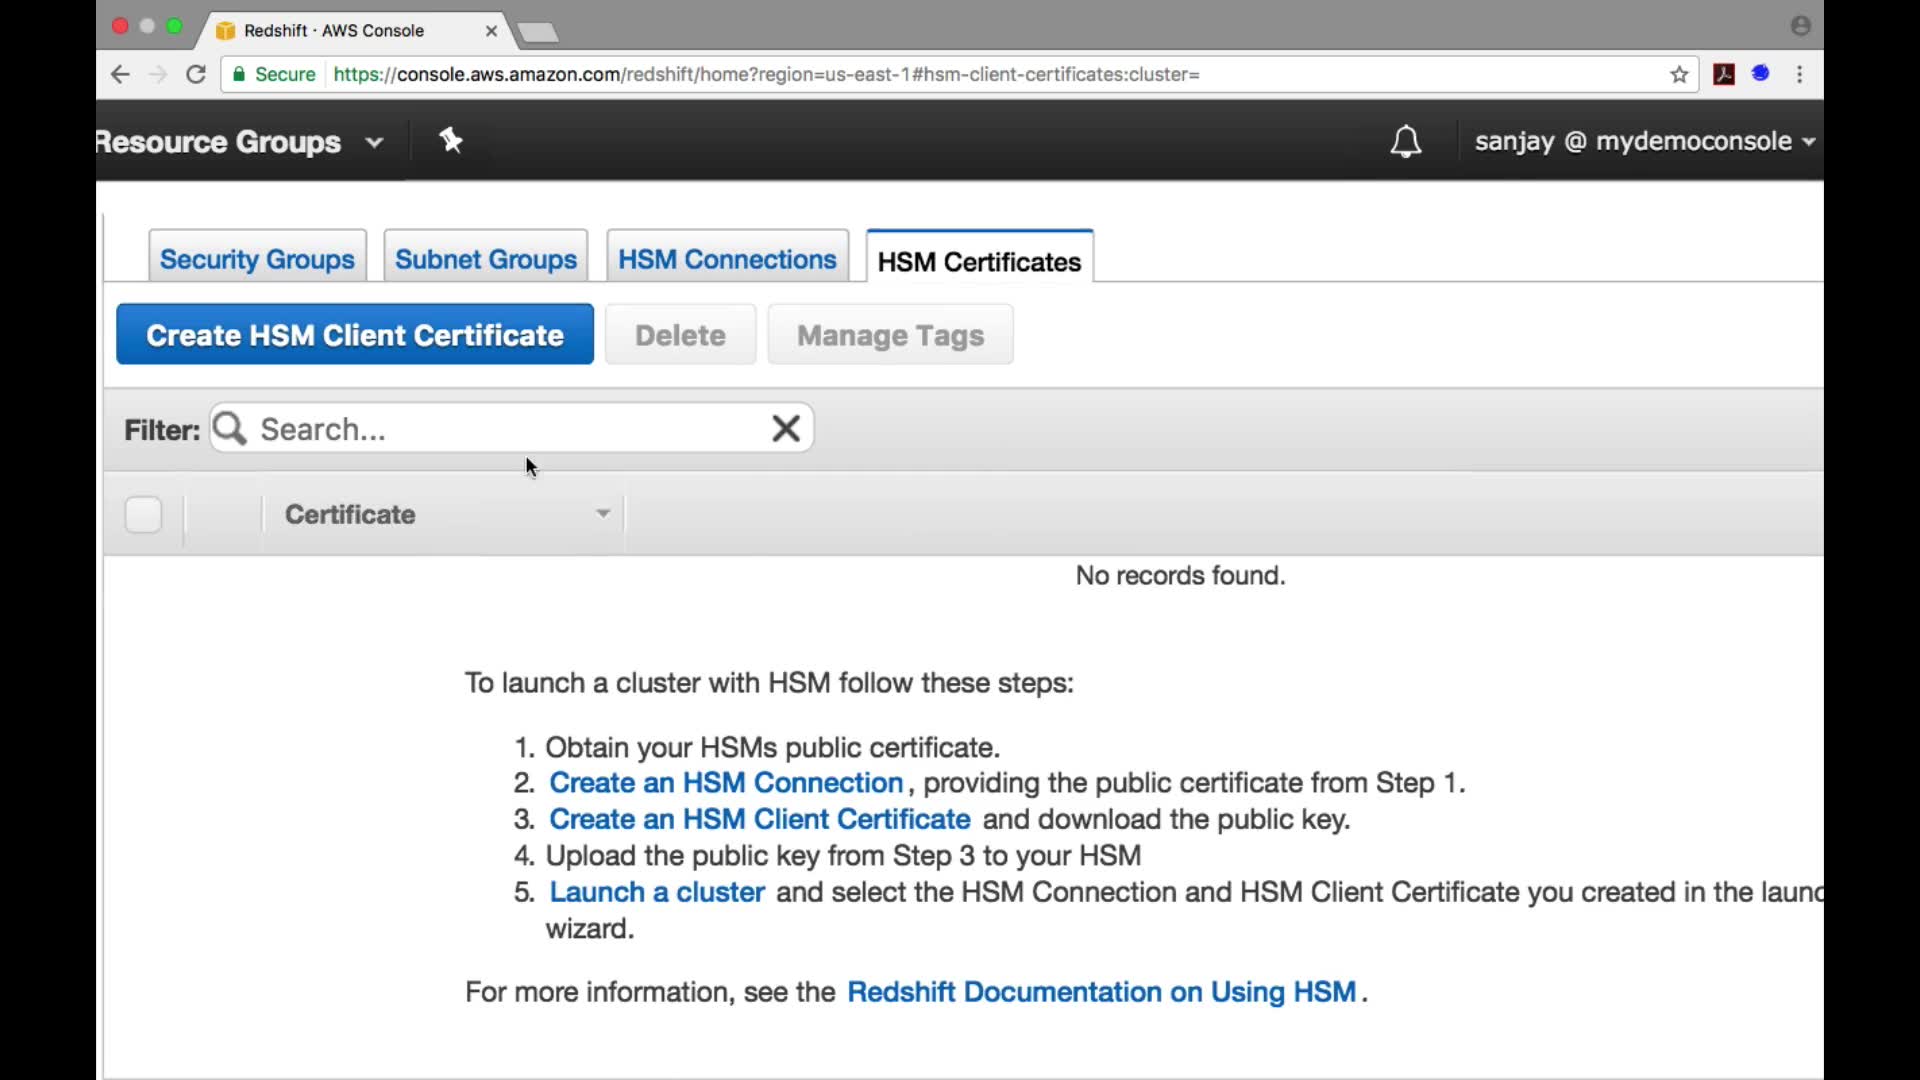 Redshift · AWS Console
Secure https://console.aws.amazon.com/redshift/home?region=us-east-1#hsm-client-certificates:cluster=
Resource Groups
sanjay @ mydemoconsole
Security Groups
Subnet Groups
HSM Connections
HSM Certificates
Create HSM Client Certificate
Delete
Manage Tags
Filter: Search...
Certificate
No records found.
To launch a cluster with HSM follow these steps:
1. Obtain your HSMs public certificate.
2. Create an HSM Connection, providing the public certificate from Step 1.
3. Create an HSM Client Certificate and download the public key.
4. Upload the public key from Step 3 to your HSM
5. Launch a cluster and select the HSM Connection and HSM Client Certificate you created in the launc
wizard.
For more information, see the Redshift Documentation on Using HSM.